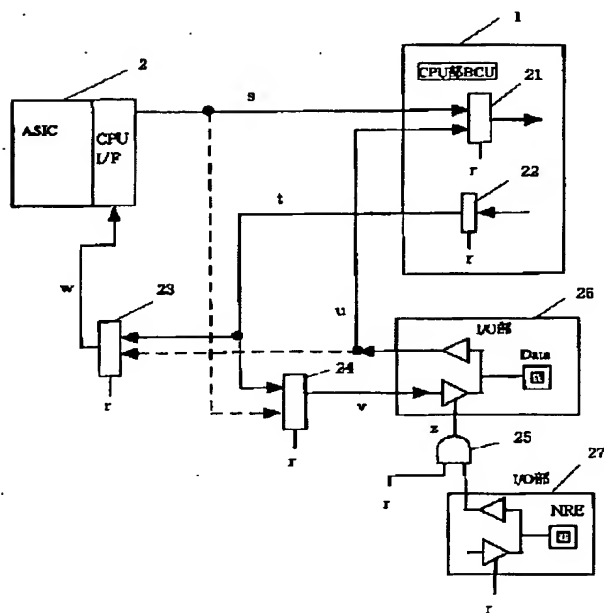 1
2
s
CPU部BCU
21
ASIC
CPU
I/F
r
22
t
r
w
23
u
26
I/O部
Data
24
v
r
r
z
25
27
r
I/O部
NRE
r